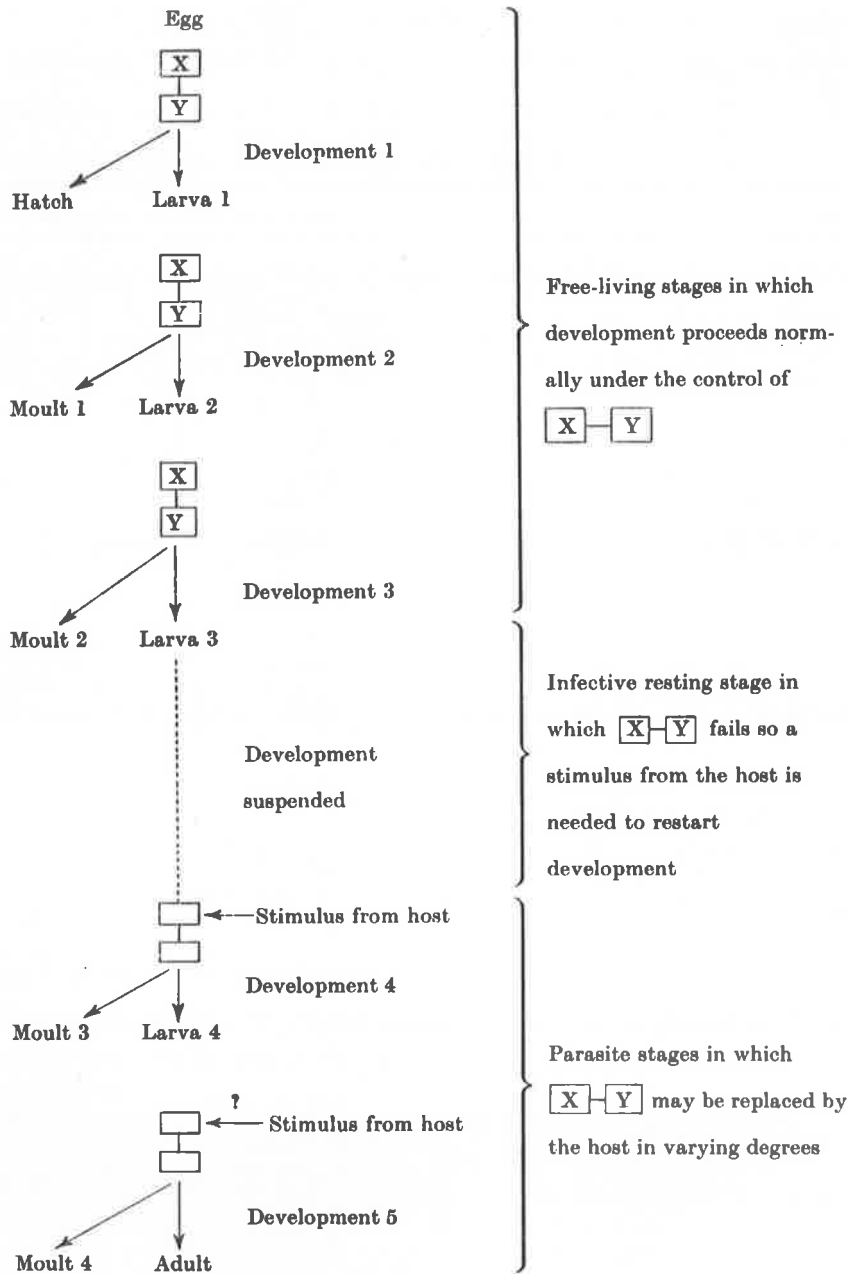 Egg
X
Y
Development 1
Hatch Larva 1
X
Y
Development 2
Moult 1 Larva 2
X
Y
Development 3
Moult 2 Larva 3
Development
suspended
Stimulus from host
Development 4
Moult 3 Larva 4
?
Stimulus from host
Development 5
Moult 4 Adult
Free-living stages in which
development proceeds norm-
ally under the control of
X Y
Infective resting stage in
which X Y fails so a
stimulus from the host is
needed to restart
development
Parasite stages in which
X Y may be replaced by
the host in varying degrees